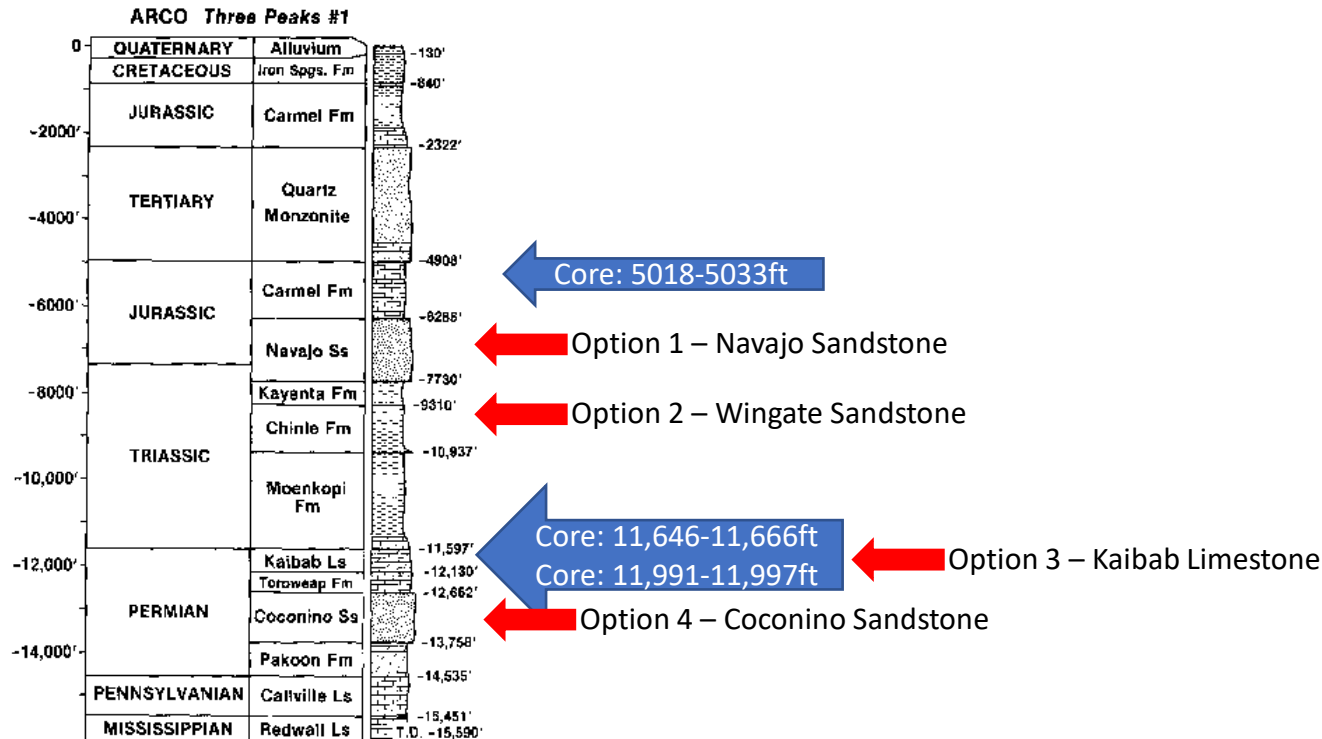 ARCO Three Peaks #1
0
QUATERNARY Alluvium
-130'
CRETACEOUS Iron Spgs. Fm
-840'
JURASSIC Carmel Fm
-2000'
-2322'
TERTIARY Quartz Monzonite
-4000'
-4908'
Core: 5018-5033ft
Carmel Fm
-6000'
JURASSIC
-6288'
Navajo Ss
Option 1 – Navajo Sandstone
-7730'
-8000'
Kayenta Fm
-9310'
Option 2 – Wingate Sandstone
Chinle Fm
TRIASSIC
-10,937'
-10,000'
Moenkopi Fm
-11,597'
Core: 11,646-11,666ft
Core: 11,991-11,997ft
Option 3 – Kaibab Limestone
-12,000'
Kaibab Ls
-12,130'
Toroweap Fm
-12,662'
PERMIAN
Coconino Ss
Option 4 – Coconino Sandstone
-13,758'
-14,000'
Pakoon Fm
-14,535'
PENNSYLVANIAN Callville Ls
-15,451'
MISSISSIPPIAN Redwall Ls
T.D. -15,590'